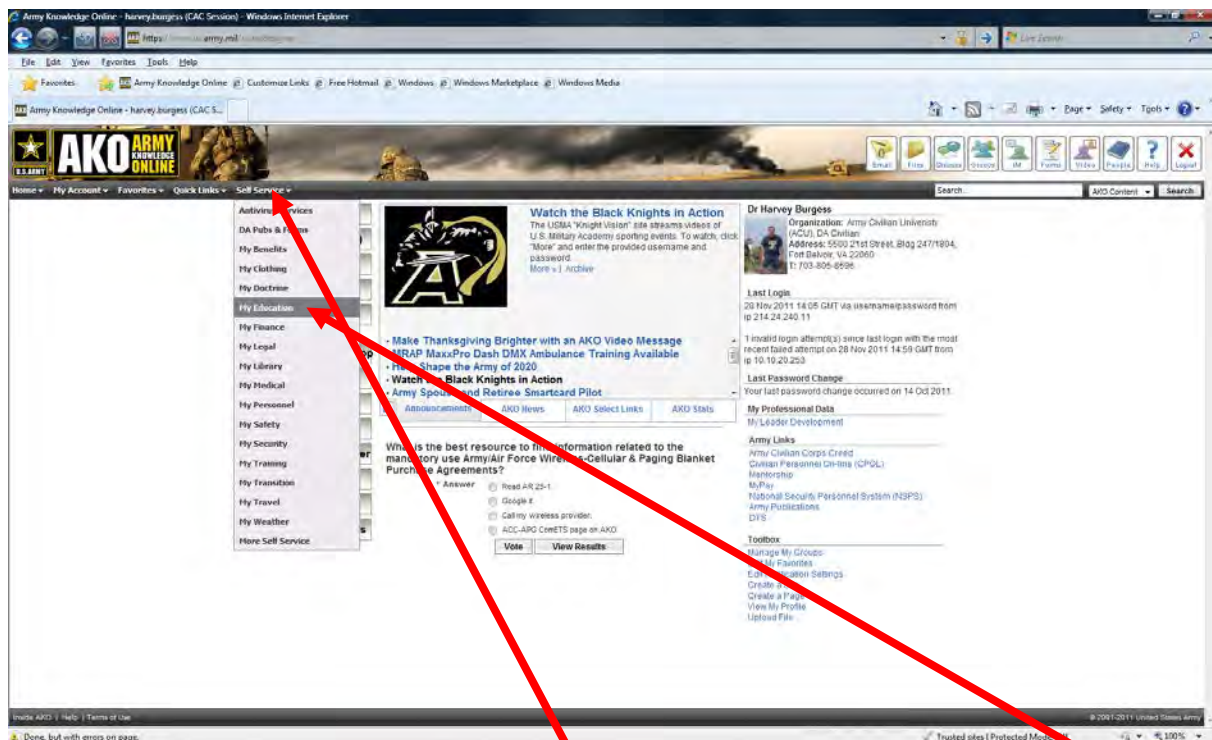 Army Knowledge Online - harvey.burgess (CAC Session) - Windows Internet Explorer
https army.mil
Live Search
File Edit View Favorites Tools Help
Favorites Army Knowledge Online Customize Links Free Hotmail Windows Windows Marketplace Windows Media
Army Knowledge Online - harvey.burgess (CAC S...
Page Safety Tools
U.S.ARMY AKO ARMY KNOWLEDGE ONLINE
Email Files Groups IM Forms Video People Help Logout
Home My Account Favorites Quick Links Self Service
Search... AKO Content Search
Antivirus Services
DA Pubs & Forms
My Benefits
My Clothing
My Doctrine
My Education
My Finance
My Legal
My Library
My Medical
My Personnel
My Safety
My Security
My Training
My Transition
My Travel
My Weather
More Self Service
Watch the Black Knights in Action
The USMA "Knight Vision" site streams videos of
U.S. Military Academy sporting events. To watch, click
"More" and enter the provided username and
password.
More » | Archive
- Make Thanksgiving Brighter with an AKO Video Message
- MRAP MaxxPro Dash DMX Ambulance Training Available
Shape the Army of 2020
- Watch the Black Knights in Action
- Army Spouse and Retiree Smartcard Pilot
Announcements AKO News AKO Select Links AKO Stats
What is the best resource to find information related to the
mandatory use Army/Air Force Wireless-Cellular & Paging Blanket
Purchase Agreements?
* Answer
Read AR 25-1.
Google it.
Call my wireless provider.
ACC-APG ComETS page on AKO
Vote View Results
Dr Harvey Burgess
Organization: Army Civilian University
(ACU), DA Civilian
Address: 5500 21st Street, Bldg 247/1804,
Fort Belvoir, VA 22060
T: 703-805-8596
Last Login
28 Nov 2011 14:05 GMT via username/password from
ip 214.24.240.11
1 invalid login attempt(s) since last login with the most
recent failed attempt on 28 Nov 2011 14:59 GMT from
ip 10.10.20.253
Last Password Change
Your last password change occurred on 14 Oct 2011
My Professional Data
My Leader Development
Army Links
Army Civilian Corps Creed
Civilian Personnel On-line (CPOL)
Mentorship
MyPay
National Security Personnel System (NSPS)
Army Publications
DTS
Toolbox
Manage My Groups
My Favorites
Edit Notification Settings
Create a
Create a Page
View My Profile
Upload File
Inside AKO | Help | Terms of Use
© 2001-2011 United States Army
Done, but with errors on page.
Trusted sites | Protected Mode: Off 100%